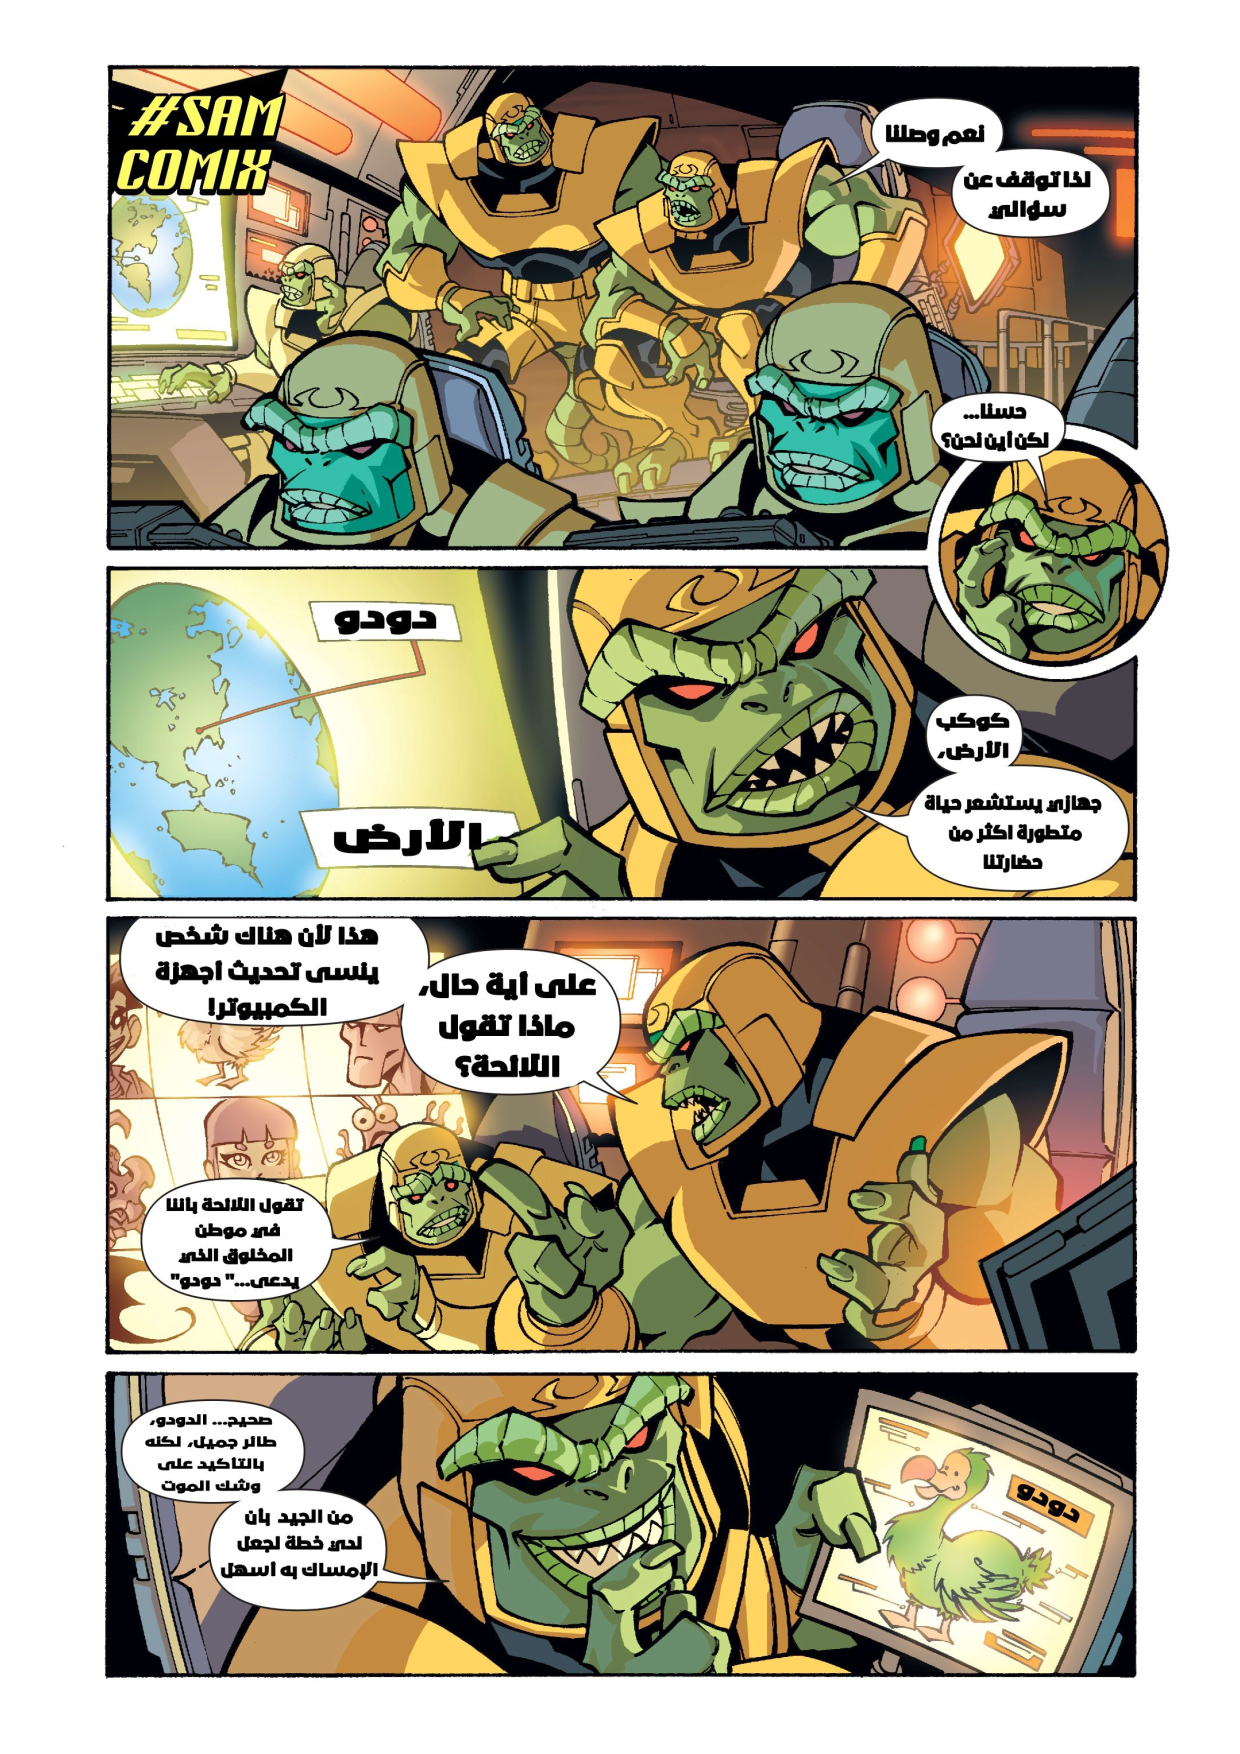 #SAM
COMIX
نعم وصلنا
لذا توقف عن
سؤالي
حسنا...
لكن أين نحن؟
دودو
الأرض
كوكب
الأرض،
جهازي يستشعر حياة
متطورة اكثر من
حضارتنا
هذا لأن هناك شخص
ينسى تحديث أجهزة
الكمبيوتر!
على أية حال،
ماذا تقول
اللائحة؟
تقول اللائحة بأننا
في موطن
المخلوق الذي
يدعى..." دودو"
صحيح... الدودو،
طائر جميل، لكنه
بالتأكيد على
وشك الموت
من الجيد بأن
لدي خطة لجعل
الإمساك به أسهل
دودو